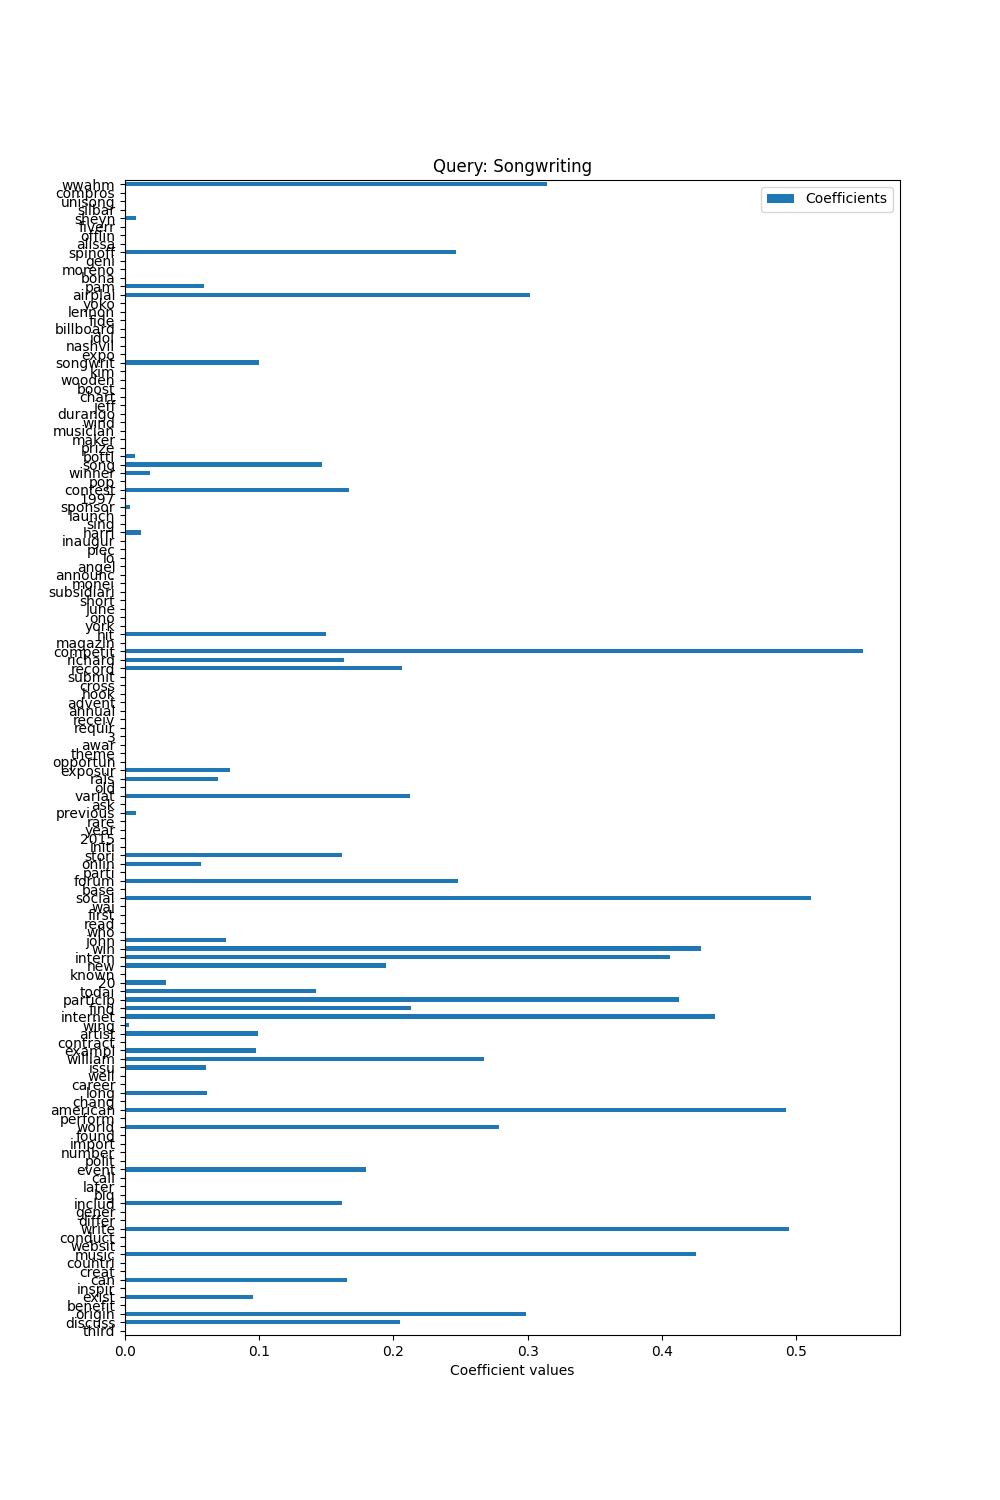 Query: Songwriting
Coefficients
wwahm
compros
unisong
silbar
shevn
fiverr
offlin
alissa
spinoff
geni
moreno
bona
pam
airplai
yoko
lennon
fide
billboard
idol
nashvil
expo
songwrit
kim
wooden
boost
chart
jeff
durango
wind
musician
maker
prize
bottl
song
winner
pop
contest
1997
sponsor
launch
sing
harri
inaugur
piec
lo
angel
announc
monei
subsidiari
short
june
ono
york
hit
magazin
competit
richard
record
submit
cross
hook
advent
annual
receiv
requir
3
awar
theme
opportun
exposur
rais
old
variat
ask
previous
rare
year
2015
initi
stori
onlin
parti
forum
base
social
wai
first
read
who
john
win
intern
new
known
20
todai
particip
find
internet
wing
artist
contract
exampl
william
issu
well
career
long
chang
american
perform
world
found
import
number
polit
event
call
later
big
includ
gener
differ
write
conduct
websit
music
countri
creat
can
inspir
exist
benefit
origin
discuss
third
0.0 0.1 0.2 0.3 0.4 0.5
Coefficient values